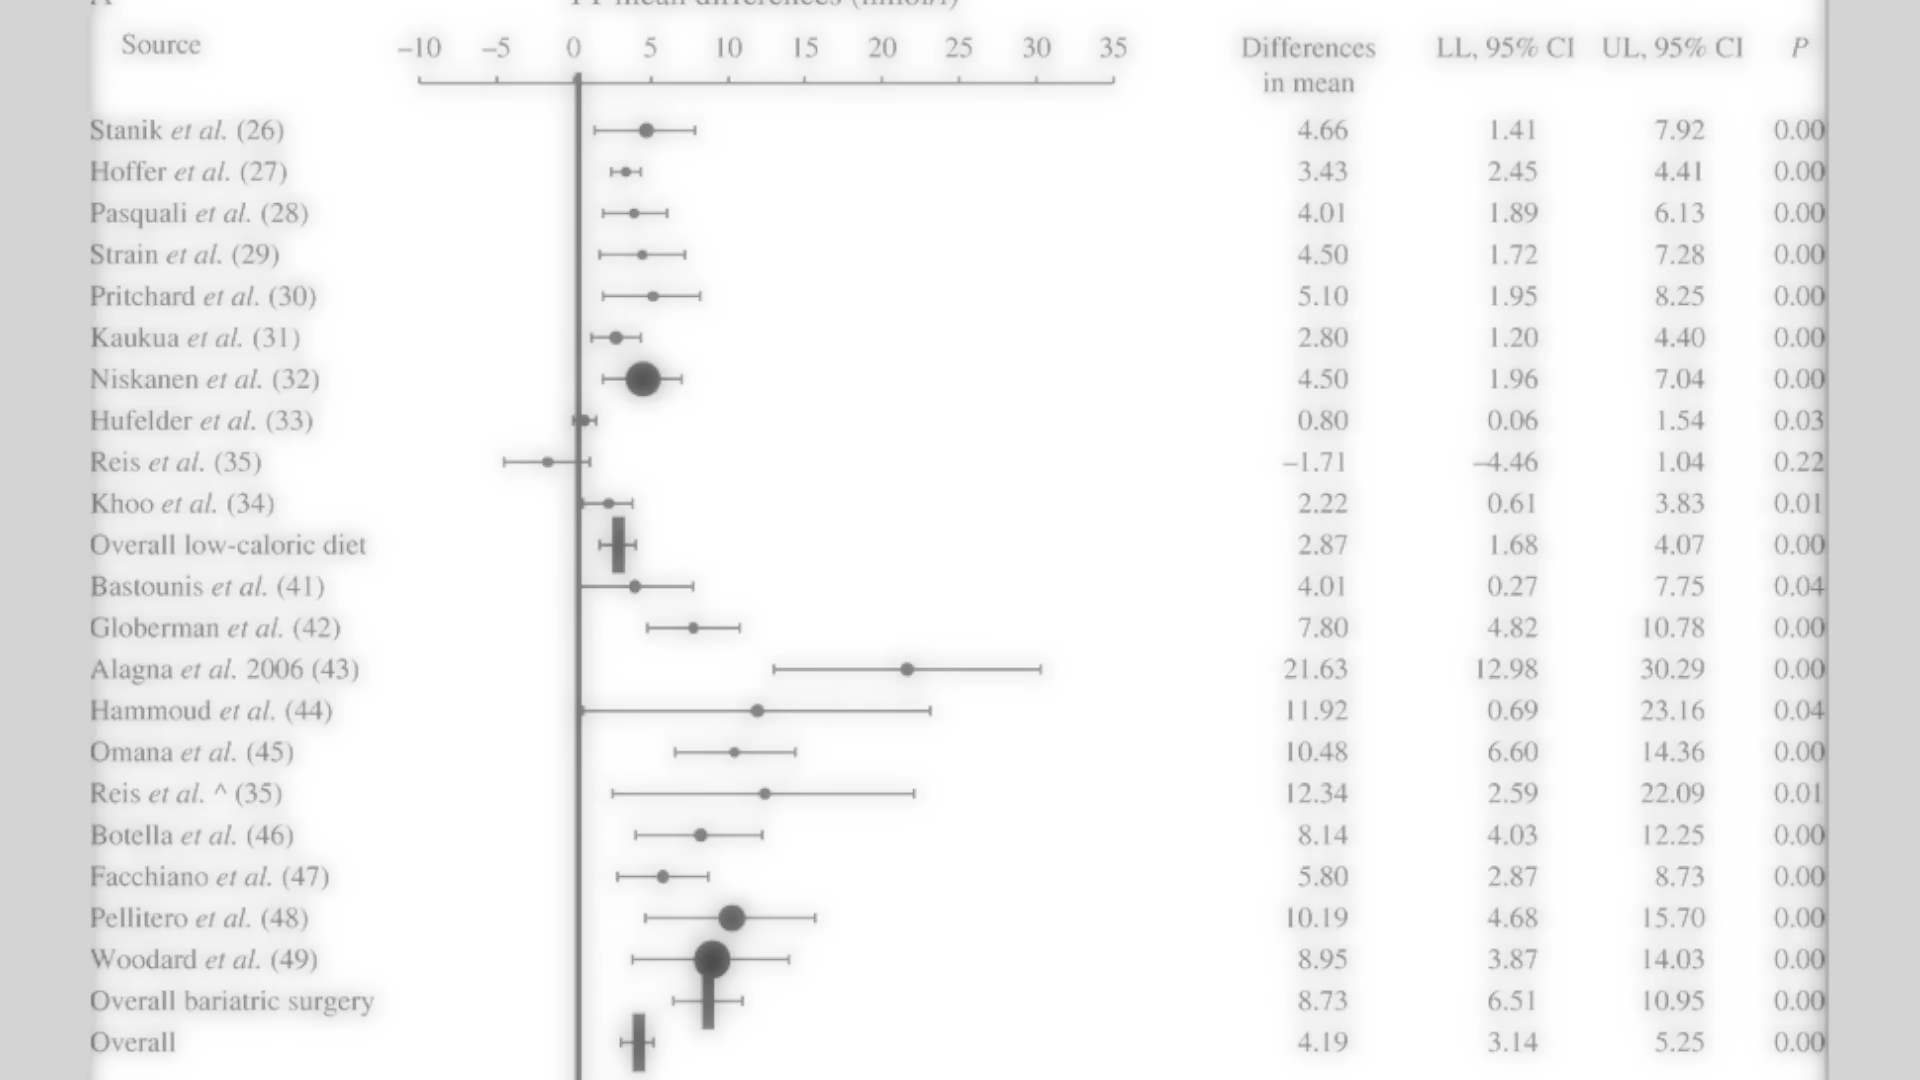 mean differences (nmol/l)
Source −10 −5 0 5 10 15 20 25 30 35 Differences in mean LL, 95% CI UL, 95% CI P
Stanik et al. (26) 4.66 1.41 7.92 0.00
Hoffer et al. (27) 3.43 2.45 4.41 0.00
Pasquali et al. (28) 4.01 1.89 6.13 0.00
Strain et al. (29) 4.50 1.72 7.28 0.00
Pritchard et al. (30) 5.10 1.95 8.25 0.00
Kaukua et al. (31) 2.80 1.20 4.40 0.00
Niskanen et al. (32) 4.50 1.96 7.04 0.00
Hufelder et al. (33) 0.80 0.06 1.54 0.03
Reis et al. (35) −1.71 −4.46 1.04 0.22
Khoo et al. (34) 2.22 0.61 3.83 0.01
Overall low-caloric diet 2.87 1.68 4.07 0.00
Bastounis et al. (41) 4.01 0.27 7.75 0.04
Globerman et al. (42) 7.80 4.82 10.78 0.00
Alagna et al. 2006 (43) 21.63 12.98 30.29 0.00
Hammoud et al. (44) 11.92 0.69 23.16 0.04
Omana et al. (45) 10.48 6.60 14.36 0.00
Reis et al. ^ (35) 12.34 2.59 22.09 0.01
Botella et al. (46) 8.14 4.03 12.25 0.00
Facchiano et al. (47) 5.80 2.87 8.73 0.00
Pellitero et al. (48) 10.19 4.68 15.70 0.00
Woodard et al. (49) 8.95 3.87 14.03 0.00
Overall bariatric surgery 8.73 6.51 10.95 0.00
Overall 4.19 3.14 5.25 0.00